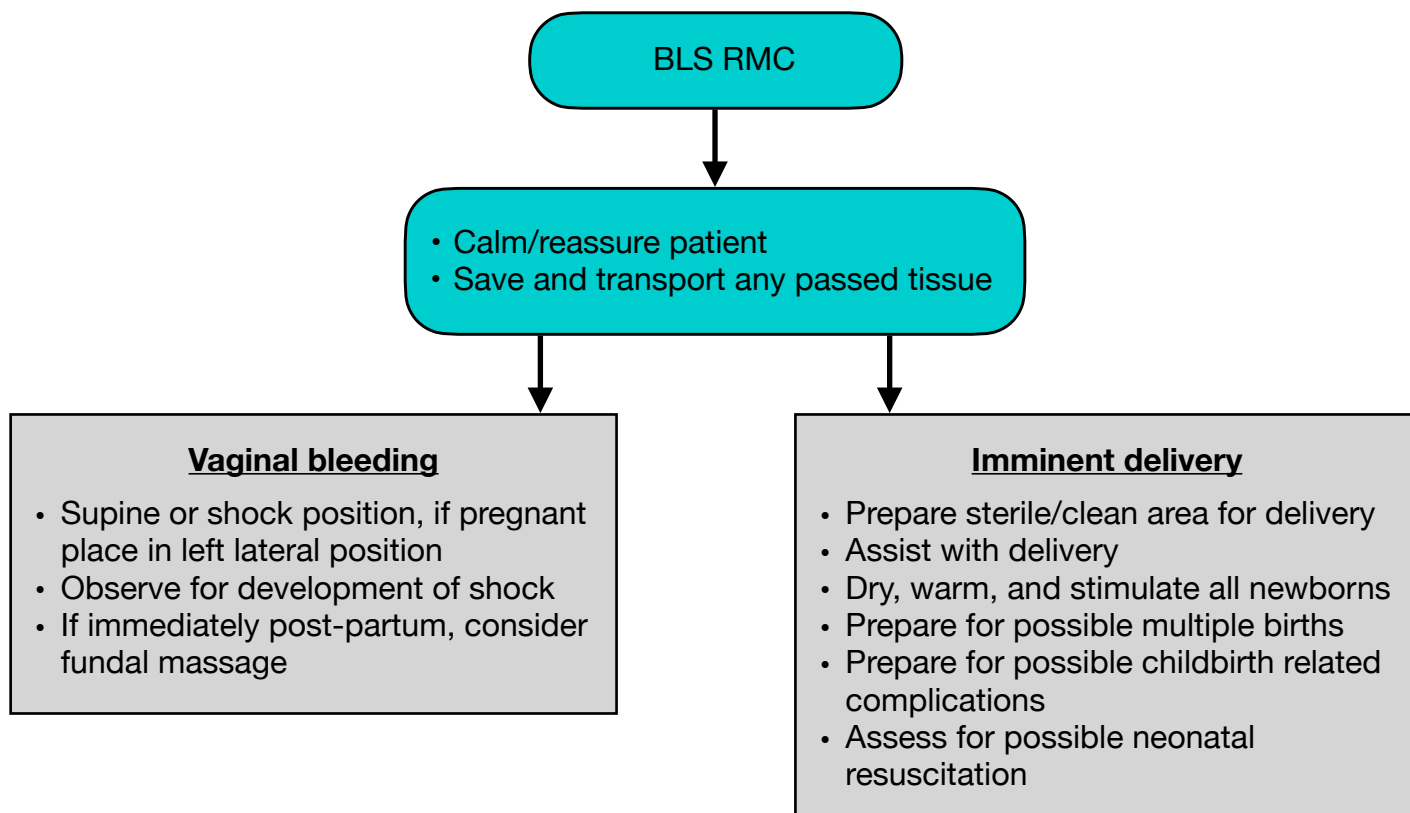 BLS RMC
• Calm/reassure patient
• Save and transport any passed tissue
Vaginal bleeding
• Supine or shock position, if pregnant
place in left lateral position
• Observe for development of shock
• If immediately post-partum, consider
fundal massage
Imminent delivery
• Prepare sterile/clean area for delivery
• Assist with delivery
• Dry, warm, and stimulate all newborns
• Prepare for possible multiple births
• Prepare for possible childbirth related
complications
• Assess for possible neonatal
resuscitation